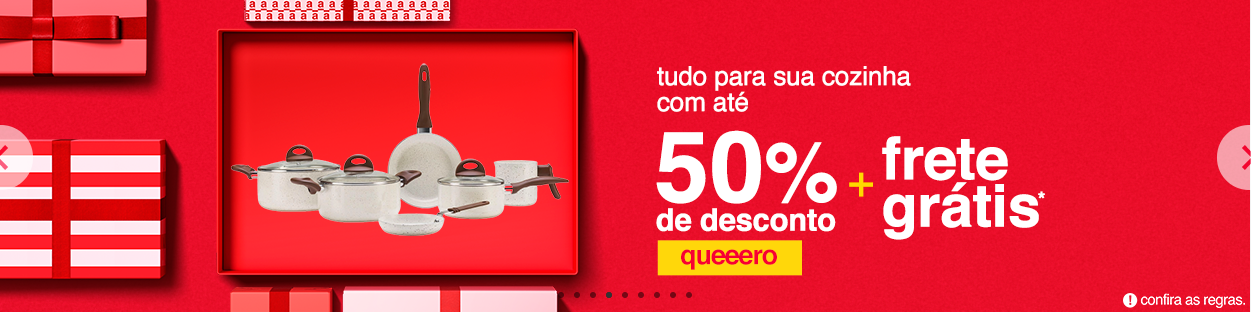 tudo para sua cozinha
com até
50%
de desconto
+
frete
grátis*
queeero
! confira as regras.